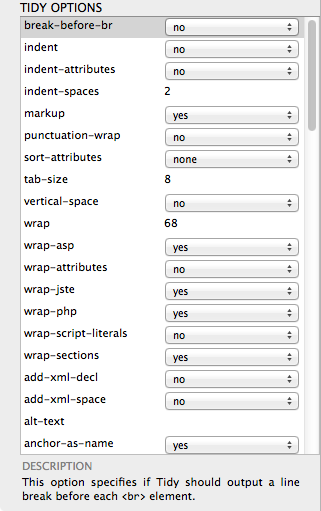 TIDY OPTIONS
break-before-br no
indent no
indent-attributes no
indent-spaces 2
markup yes
punctuation-wrap no
sort-attributes none
tab-size 8
vertical-space no
wrap 68
wrap-asp yes
wrap-attributes no
wrap-jste yes
wrap-php yes
wrap-script-literals no
wrap-sections yes
add-xml-decl no
add-xml-space no
alt-text
anchor-as-name yes
DESCRIPTION
This option specifies if Tidy should output a line
break before each <br> element.